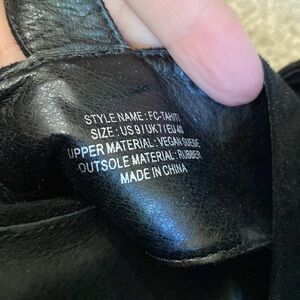 STYLE NAME : FC-TAHITI
SIZE : US 9 / UK 7 / EU 40
UPPER MATERIAL : VEGAN SUEDE
OUTSOLE MATERIAL : RUBBER
MADE IN CHINA